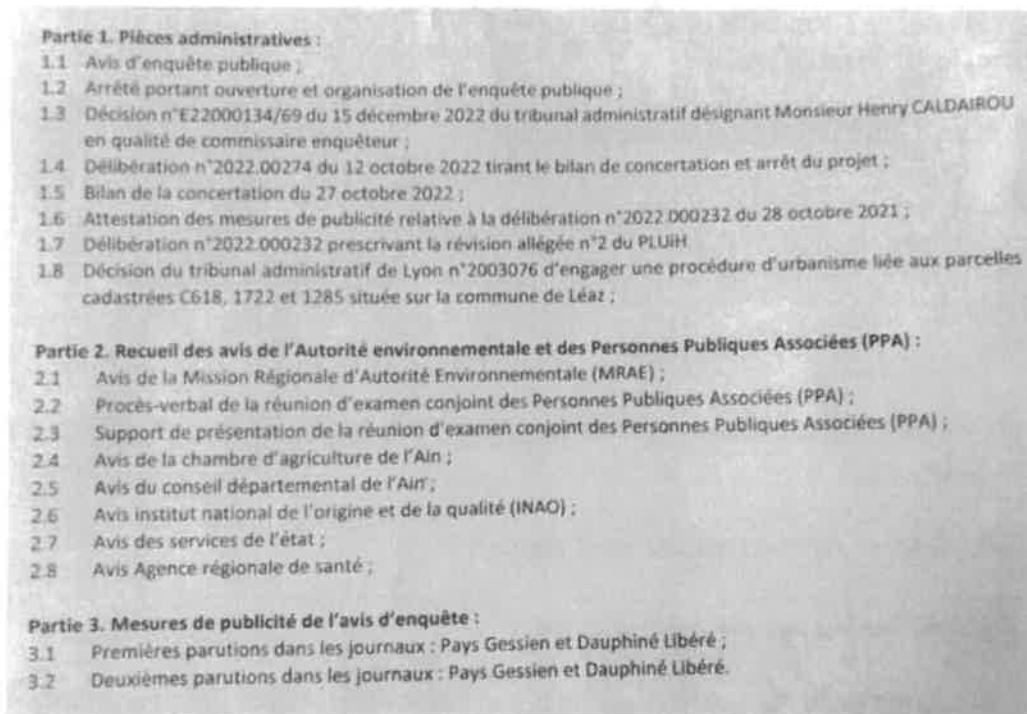 Partie 1. Pièces administratives :
1.1 Avis d'enquête publique ;
1.2 Arrêté portant ouverture et organisation de l'enquête publique ;
1.3 Décision n°E22000134/69 du 15 décembre 2022 du tribunal administratif désignant Monsieur Henry CALDAIROU
en qualité de commissaire enquêteur ;
1.4 Délibération n°2022.00274 du 12 octobre 2022 tirant le bilan de concertation et arrêt du projet ;
1.5 Bilan de la concertation du 27 octobre 2022 ;
1.6 Attestation des mesures de publicité relative à la délibération n°2022.000232 du 28 octobre 2021 ;
1.7 Délibération n°2022.000232 prescrivant la révision allégée n°2 du PLUiH
1.8 Décision du tribunal administratif de Lyon n°2003076 d'engager une procédure d'urbanisme liée aux parcelles
cadastrées C618, 1722 et 1285 située sur la commune de Léaz ;
Partie 2. Recueil des avis de l'Autorité environnementale et des Personnes Publiques Associées (PPA) :
2.1 Avis de la Mission Régionale d'Autorité Environnementale (MRAE) ;
2.2 Procès-verbal de la réunion d'examen conjoint des Personnes Publiques Associées (PPA) ;
2.3 Support de présentation de la réunion d'examen conjoint des Personnes Publiques Associées (PPA) ;
2.4 Avis de la chambre d'agriculture de l'Ain ;
2.5 Avis du conseil départemental de l'Ain ;
2.6 Avis institut national de l'origine et de la qualité (INAO) ;
2.7 Avis des services de l'état ;
2.8 Avis Agence régionale de santé ;
Partie 3. Mesures de publicité de l'avis d'enquête :
3.1 Premières parutions dans les journaux : Pays Gessien et Dauphiné Libéré ;
3.2 Deuxièmes parutions dans les journaux : Pays Gessien et Dauphiné Libéré.